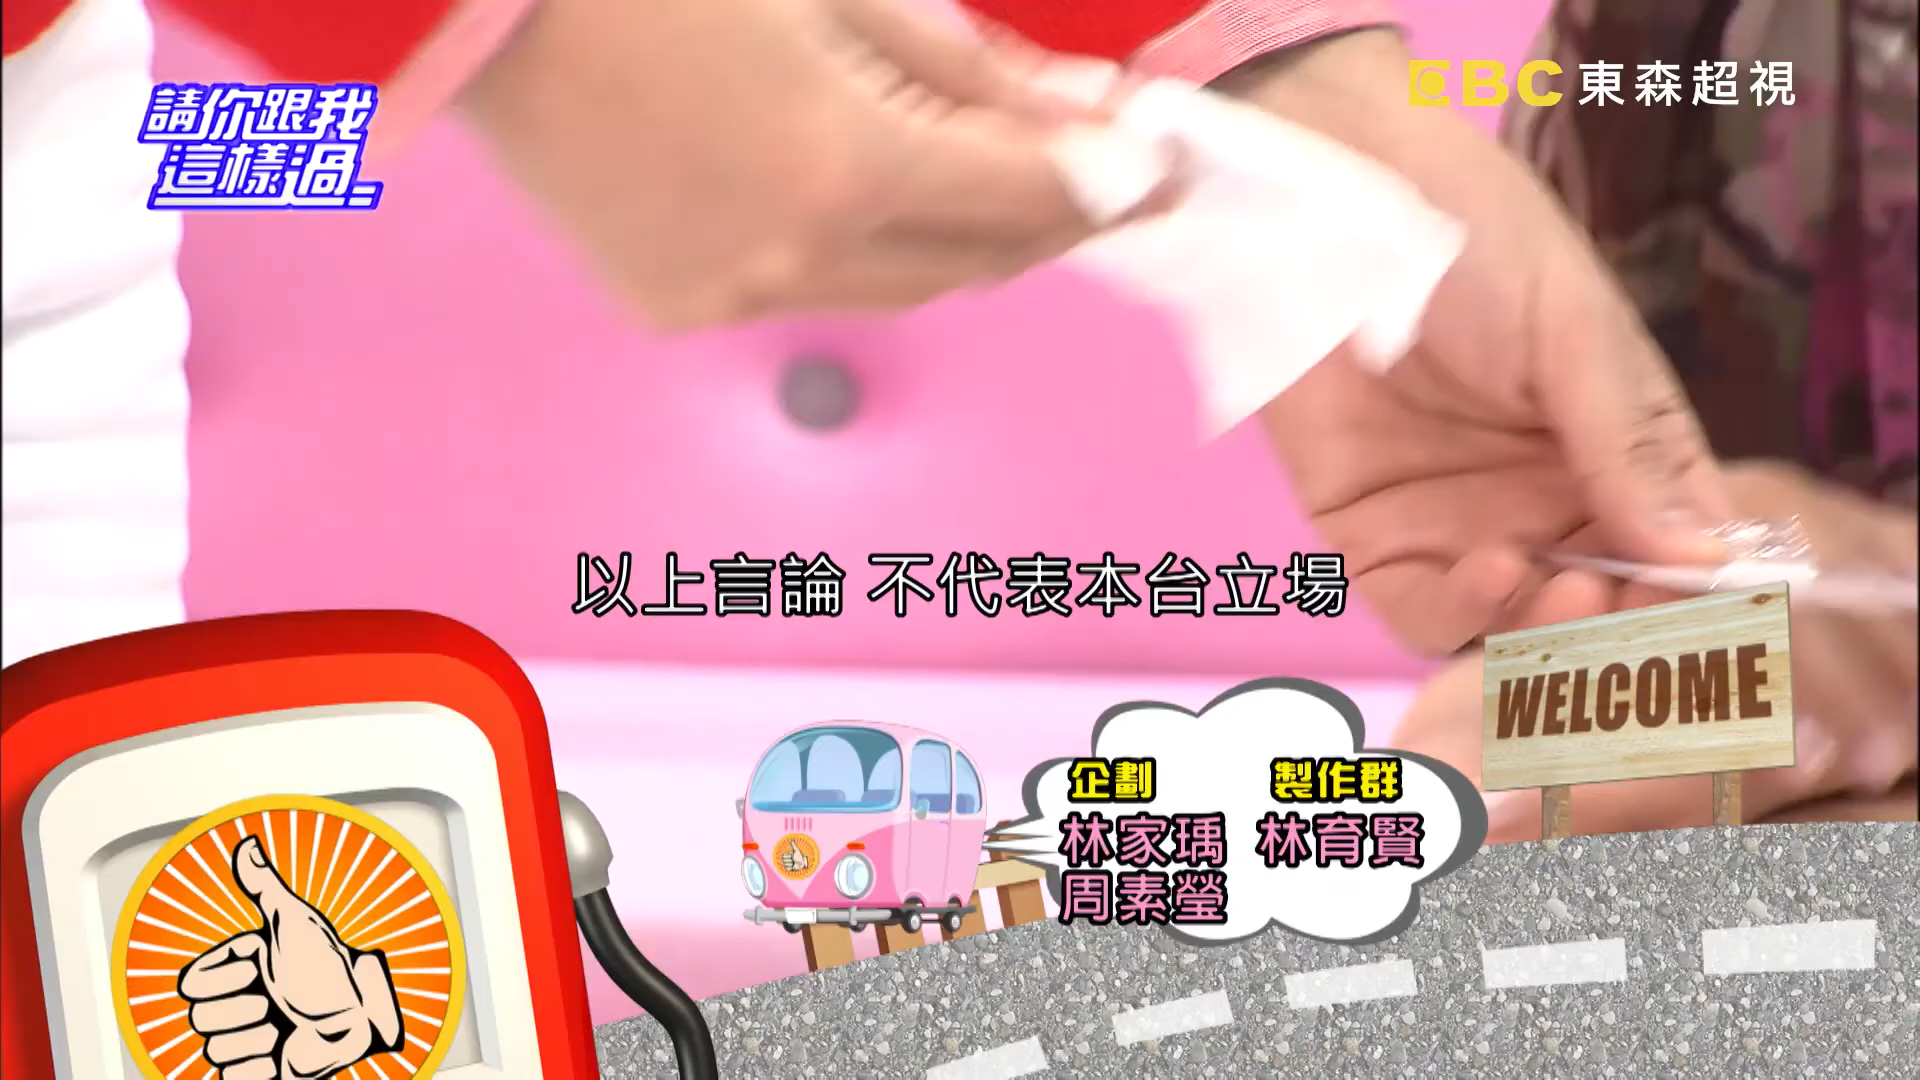 請你跟我
這樣過
EBC 東森超視
以上言論 不代表本台立場
WELCOME
企劃
林家瑀
周素瑩
製作群
林育賢